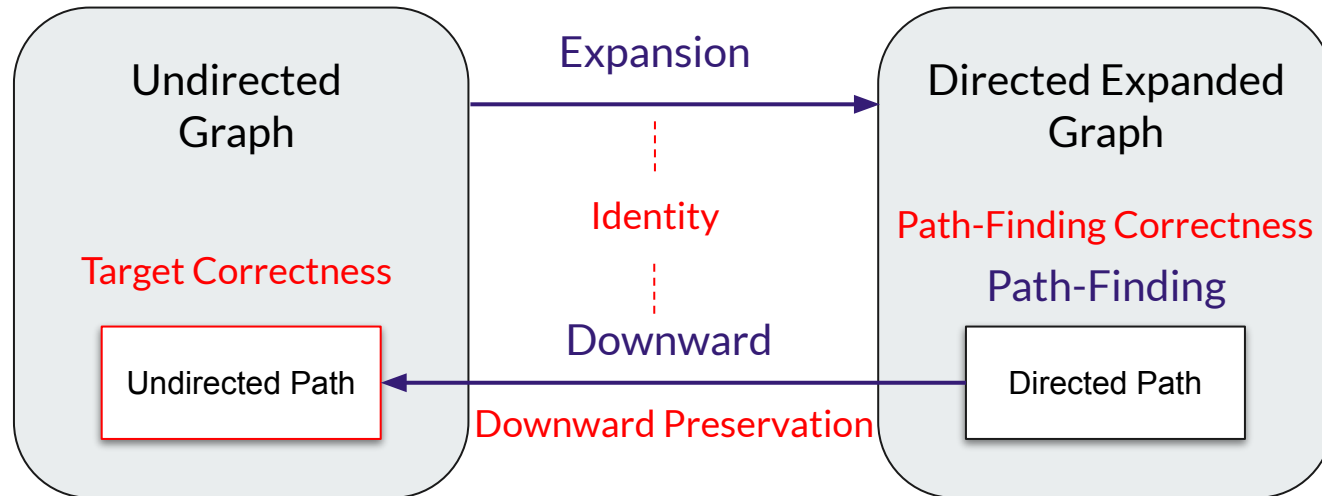 Undirected
Graph
Expansion
Directed Expanded
Graph
Identity
Target Correctness
Path-Finding Correctness
Path-Finding
Undirected Path
Downward
Downward Preservation
Directed Path